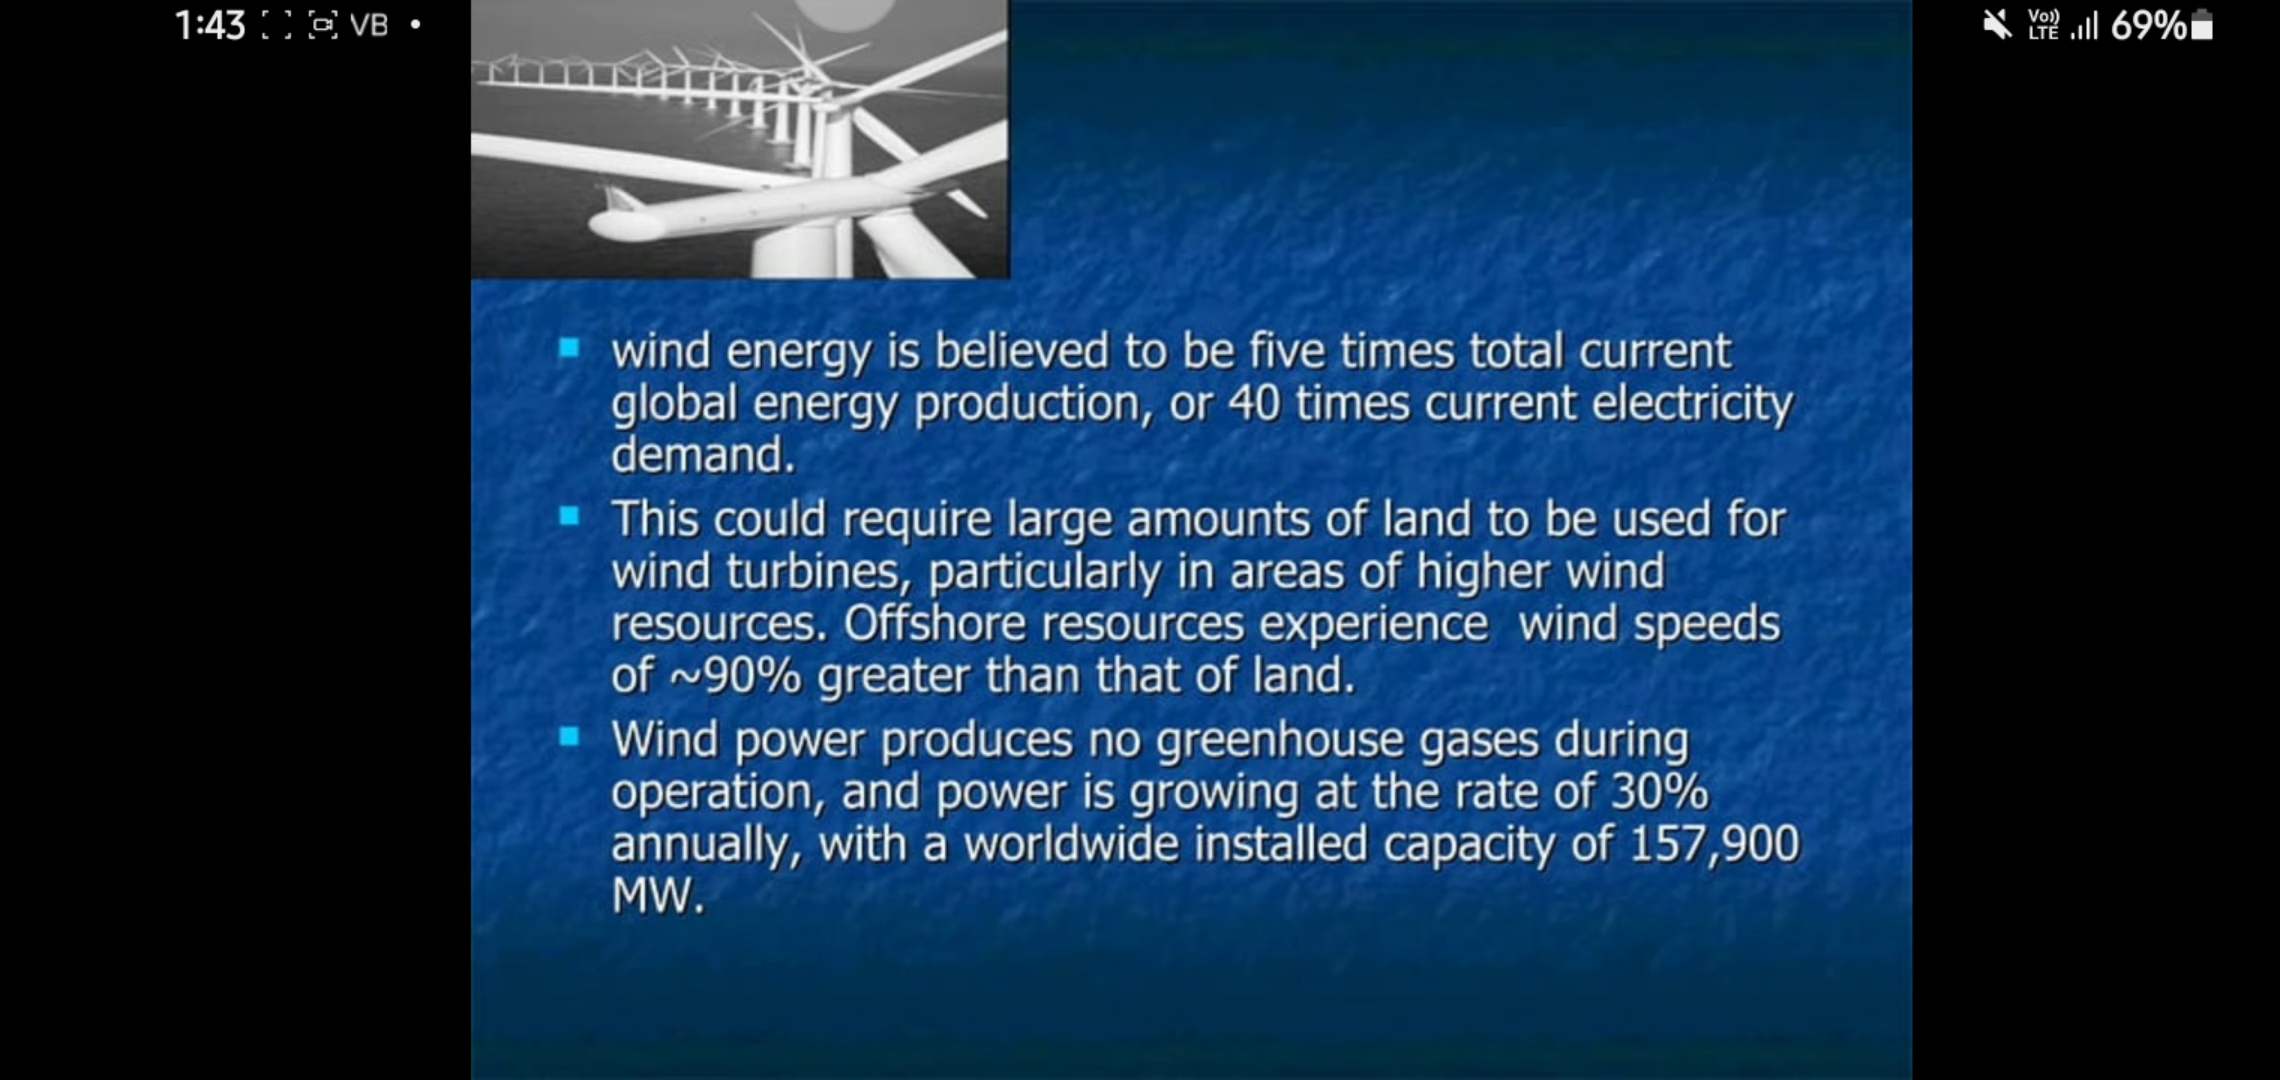 1:43 VB
Vo)) LTE 69%
wind energy is believed to be five times total current
global energy production, or 40 times current electricity
demand.
This could require large amounts of land to be used for
wind turbines, particularly in areas of higher wind
resources. Offshore resources experience wind speeds
of ~90% greater than that of land.
Wind power produces no greenhouse gases during
operation, and power is growing at the rate of 30%
annually, with a worldwide installed capacity of 157,900
MW.